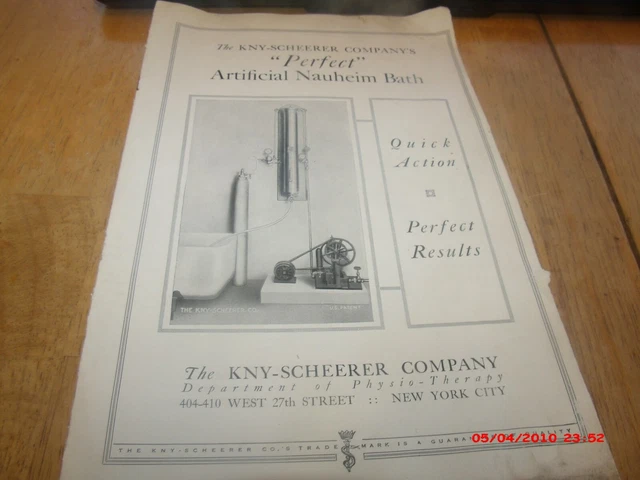 The KNY-SCHEERER COMPANY'S
"Perfect"
Artificial Nauheim Bath
Quick
Action
Perfect
Results
THE KNY-SCHEERER CO.
The KNY-SCHEERER COMPANY
Department of Physio-Therapy
404-410 WEST 27th STREET :: NEW YORK CITY
THE KNY-SCHEERER CO.'S TRADE MARK IS A QUALITY
05/04/2010 23:52